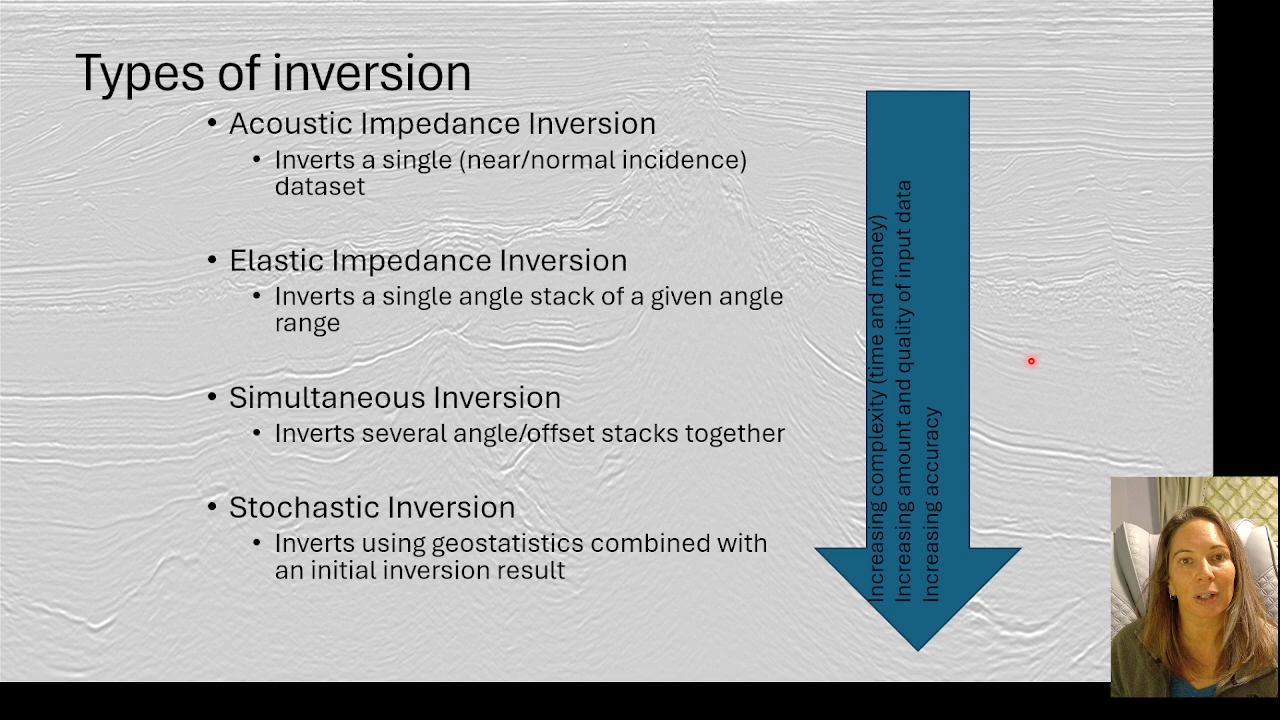 Types of inversion
• Acoustic Impedance Inversion
• Inverts a single (near/normal incidence)
dataset
• Elastic Impedance Inversion
• Inverts a single angle stack of a given angle
range
• Simultaneous Inversion
• Inverts several angle/offset stacks together
• Stochastic Inversion
• Inverts using geostatistics combined with
an initial inversion result
Increasing complexity (time and money)
Increasing amount and quality of input data
Increasing accuracy